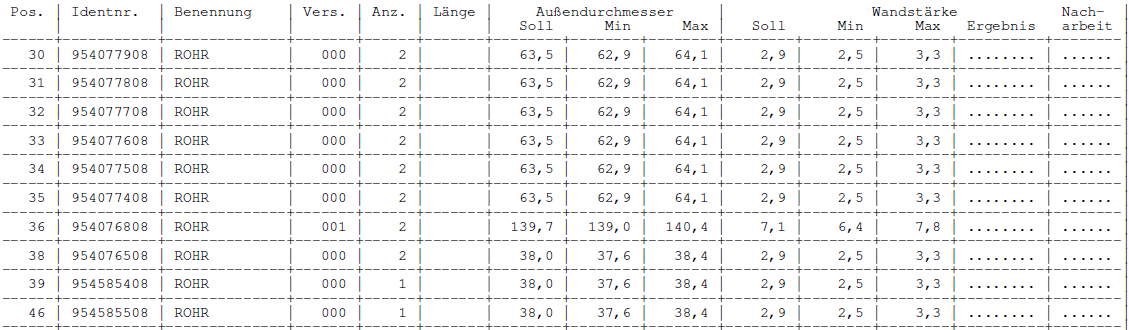 Pos. | Identnr. | Benennung | Vers. | Anz. | Länge | Außendurchmesser | Wandstärke Nach-
Soll Min Max | Soll Min Max Ergebnis arbeit
30 | 954077908 | ROHR | 000 | 2 | | 63,5 | 62,9 | 64,1 | 2,9 | 2,5 | 3,3 | ........ | ......
31 | 954077808 | ROHR | 000 | 2 | | 63,5 | 62,9 | 64,1 | 2,9 | 2,5 | 3,3 | ........ | ......
32 | 954077708 | ROHR | 000 | 2 | | 63,5 | 62,9 | 64,1 | 2,9 | 2,5 | 3,3 | ........ | ......
33 | 954077608 | ROHR | 000 | 2 | | 63,5 | 62,9 | 64,1 | 2,9 | 2,5 | 3,3 | ........ | ......
34 | 954077508 | ROHR | 000 | 2 | | 63,5 | 62,9 | 64,1 | 2,9 | 2,5 | 3,3 | ........ | ......
35 | 954077408 | ROHR | 000 | 2 | | 63,5 | 62,9 | 64,1 | 2,9 | 2,5 | 3,3 | ........ | ......
36 | 954076808 | ROHR | 001 | 2 | | 139,7 | 139,0 | 140,4 | 7,1 | 6,4 | 7,8 | ........ | ......
38 | 954076508 | ROHR | 000 | 2 | | 38,0 | 37,6 | 38,4 | 2,9 | 2,5 | 3,3 | ........ | ......
39 | 954585408 | ROHR | 000 | 1 | | 38,0 | 37,6 | 38,4 | 2,9 | 2,5 | 3,3 | ........ | ......
46 | 954585508 | ROHR | 000 | 1 | | 38,0 | 37,6 | 38,4 | 2,9 | 2,5 | 3,3 | ........ | ......